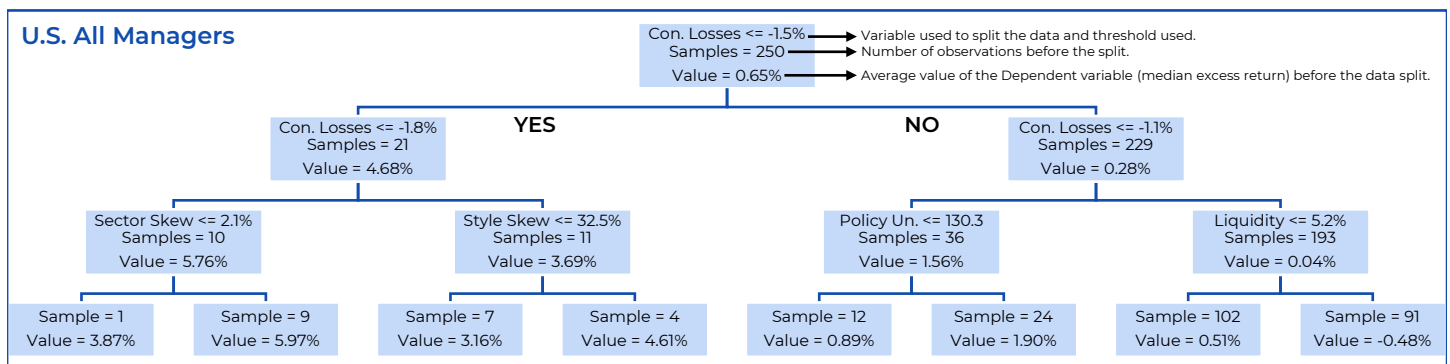 U.S. All Managers
Con. Losses <= -1.5%
Samples = 250
Value = 0.65%
Variable used to split the data and threshold used.
Number of observations before the split.
Average value of the Dependent variable (median excess return) before the data split.
YES
NO
Con. Losses <= -1.8%
Samples = 21
Value = 4.68%
Con. Losses <= -1.1%
Samples = 229
Value = 0.28%
Sector Skew <= 2.1%
Samples = 10
Value = 5.76%
Style Skew <= 32.5%
Samples = 11
Value = 3.69%
Policy Un. <= 130.3
Samples = 36
Value = 1.56%
Liquidity <= 5.2%
Samples = 193
Value = 0.04%
Sample = 1
Value = 3.87%
Sample = 9
Value = 5.97%
Sample = 7
Value = 3.16%
Sample = 4
Value = 4.61%
Sample = 12
Value = 0.89%
Sample = 24
Value = 1.90%
Sample = 102
Value = 0.51%
Sample = 91
Value = -0.48%